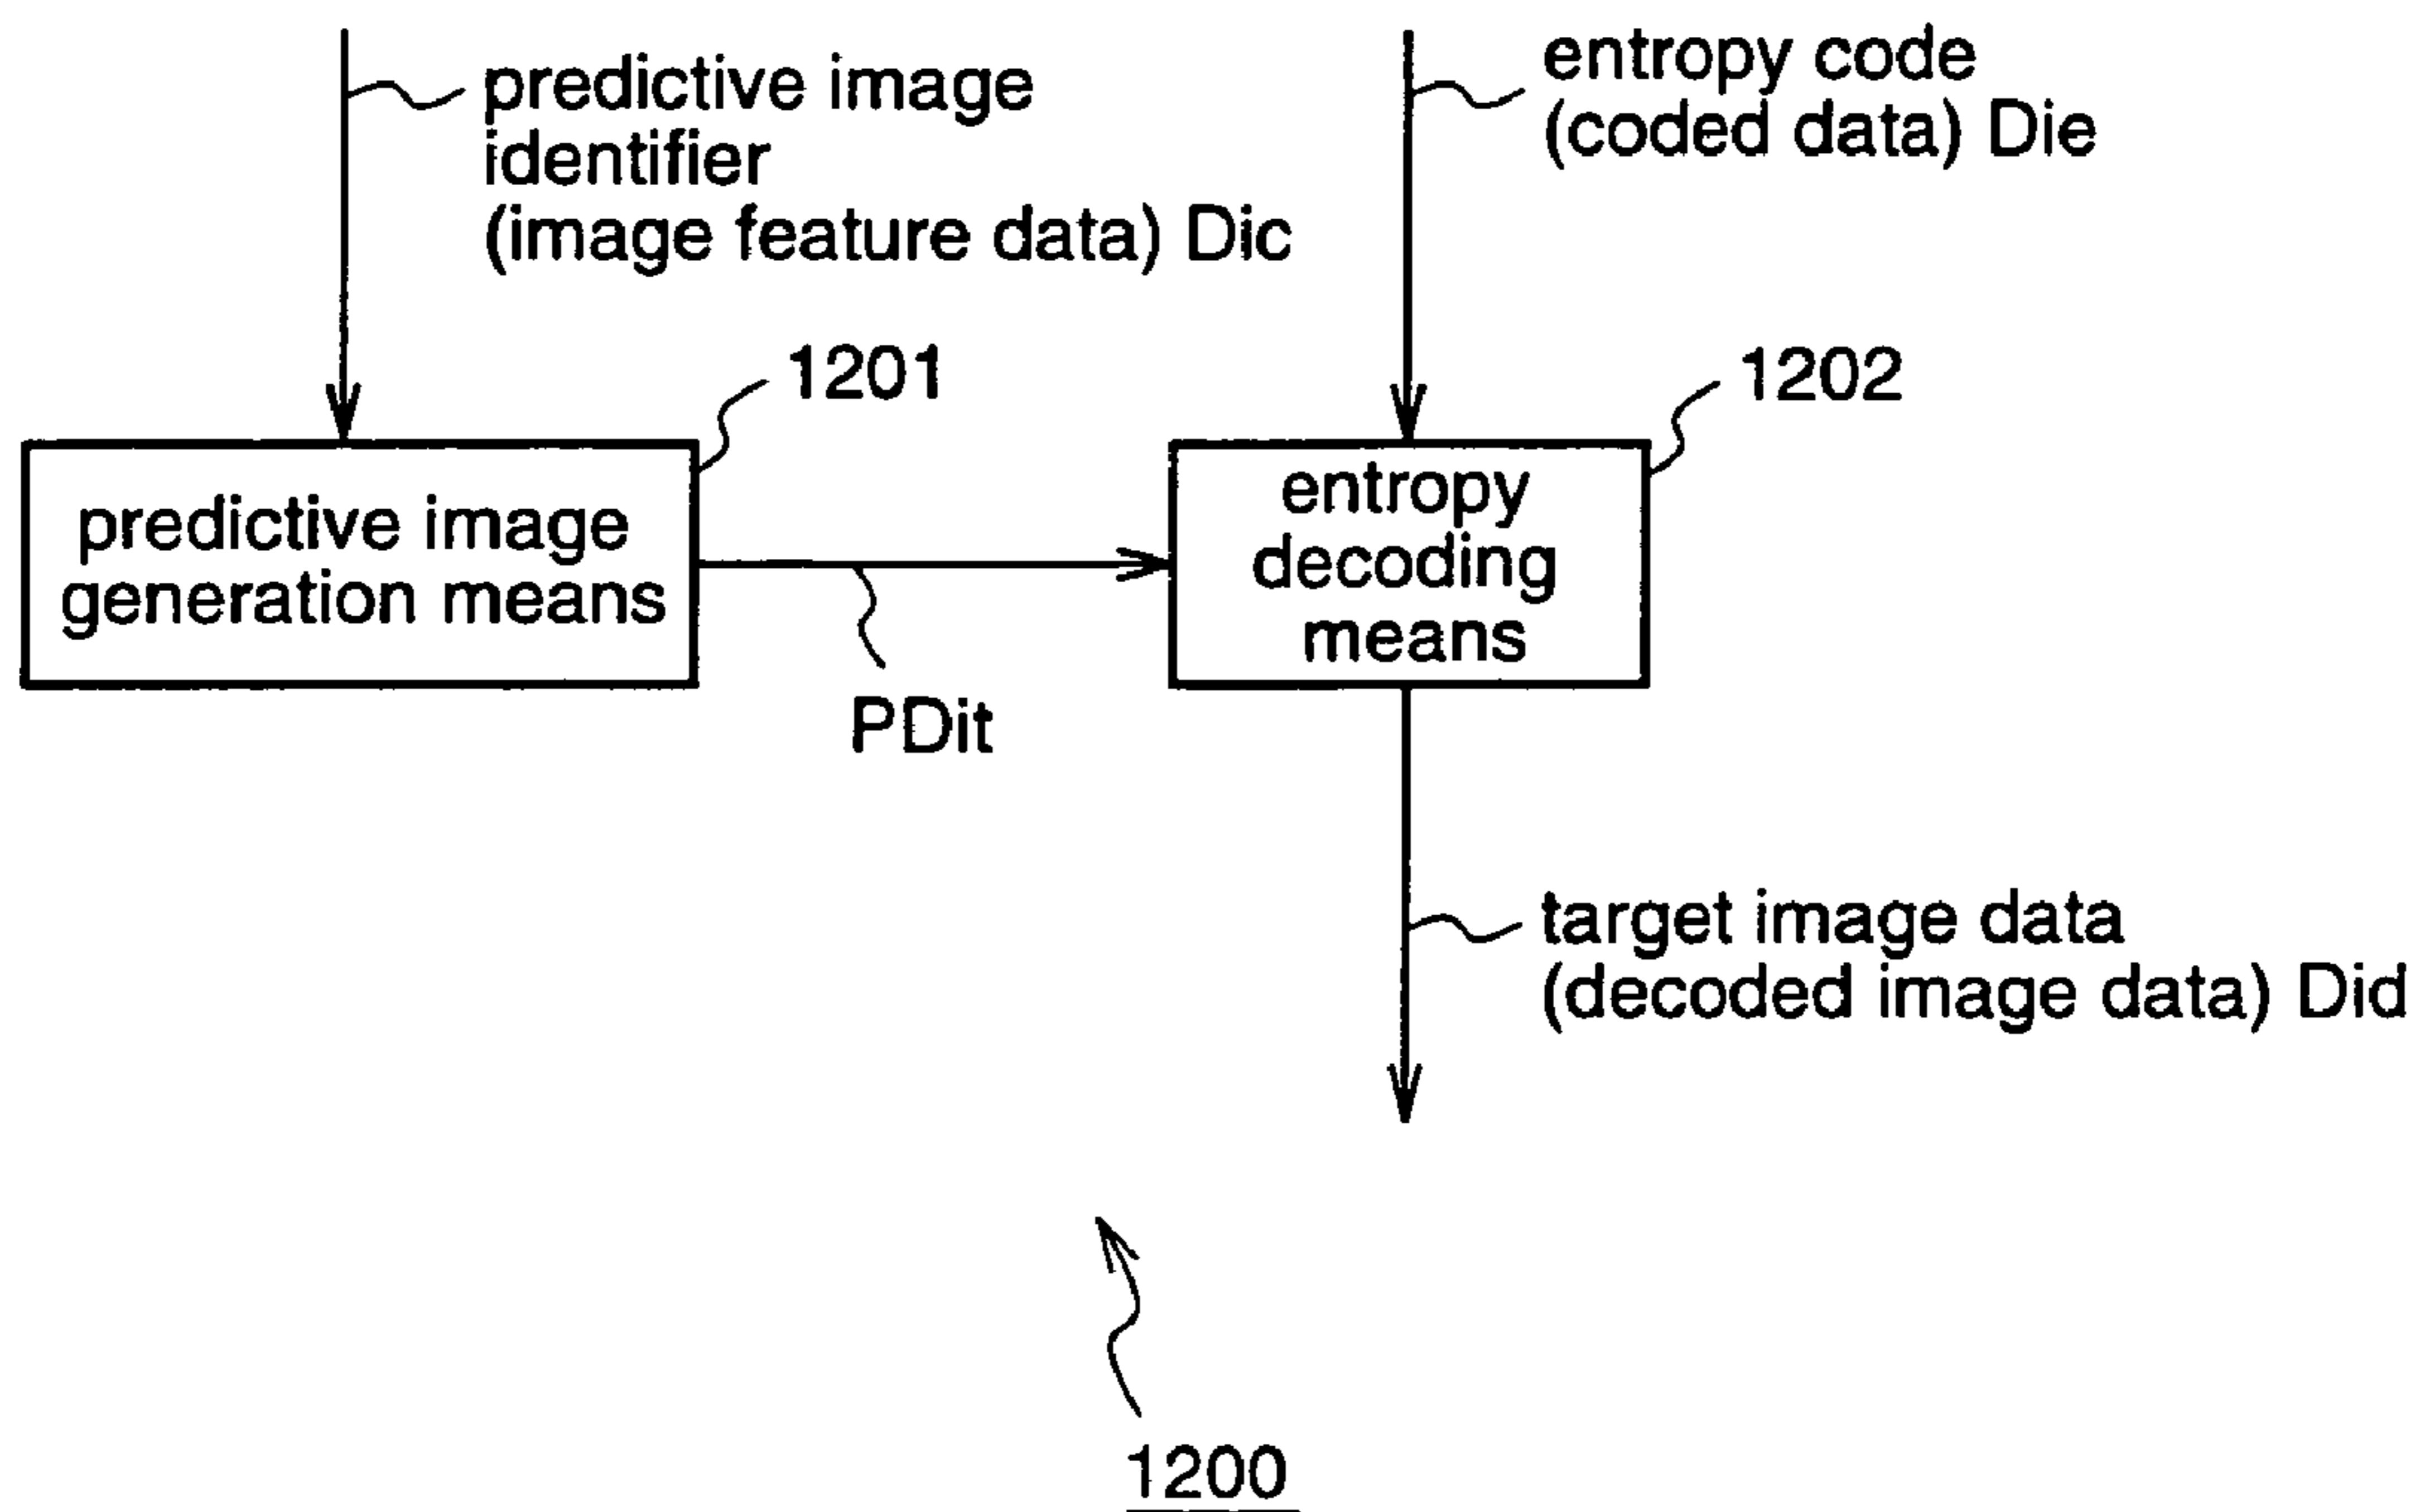 predictive image
identifier
(image feature data) Dic
entropy code
(coded data) Die
1201
1202
predictive image
generation means
entropy
decoding
means
PDit
target image data
(decoded image data) Did
1200